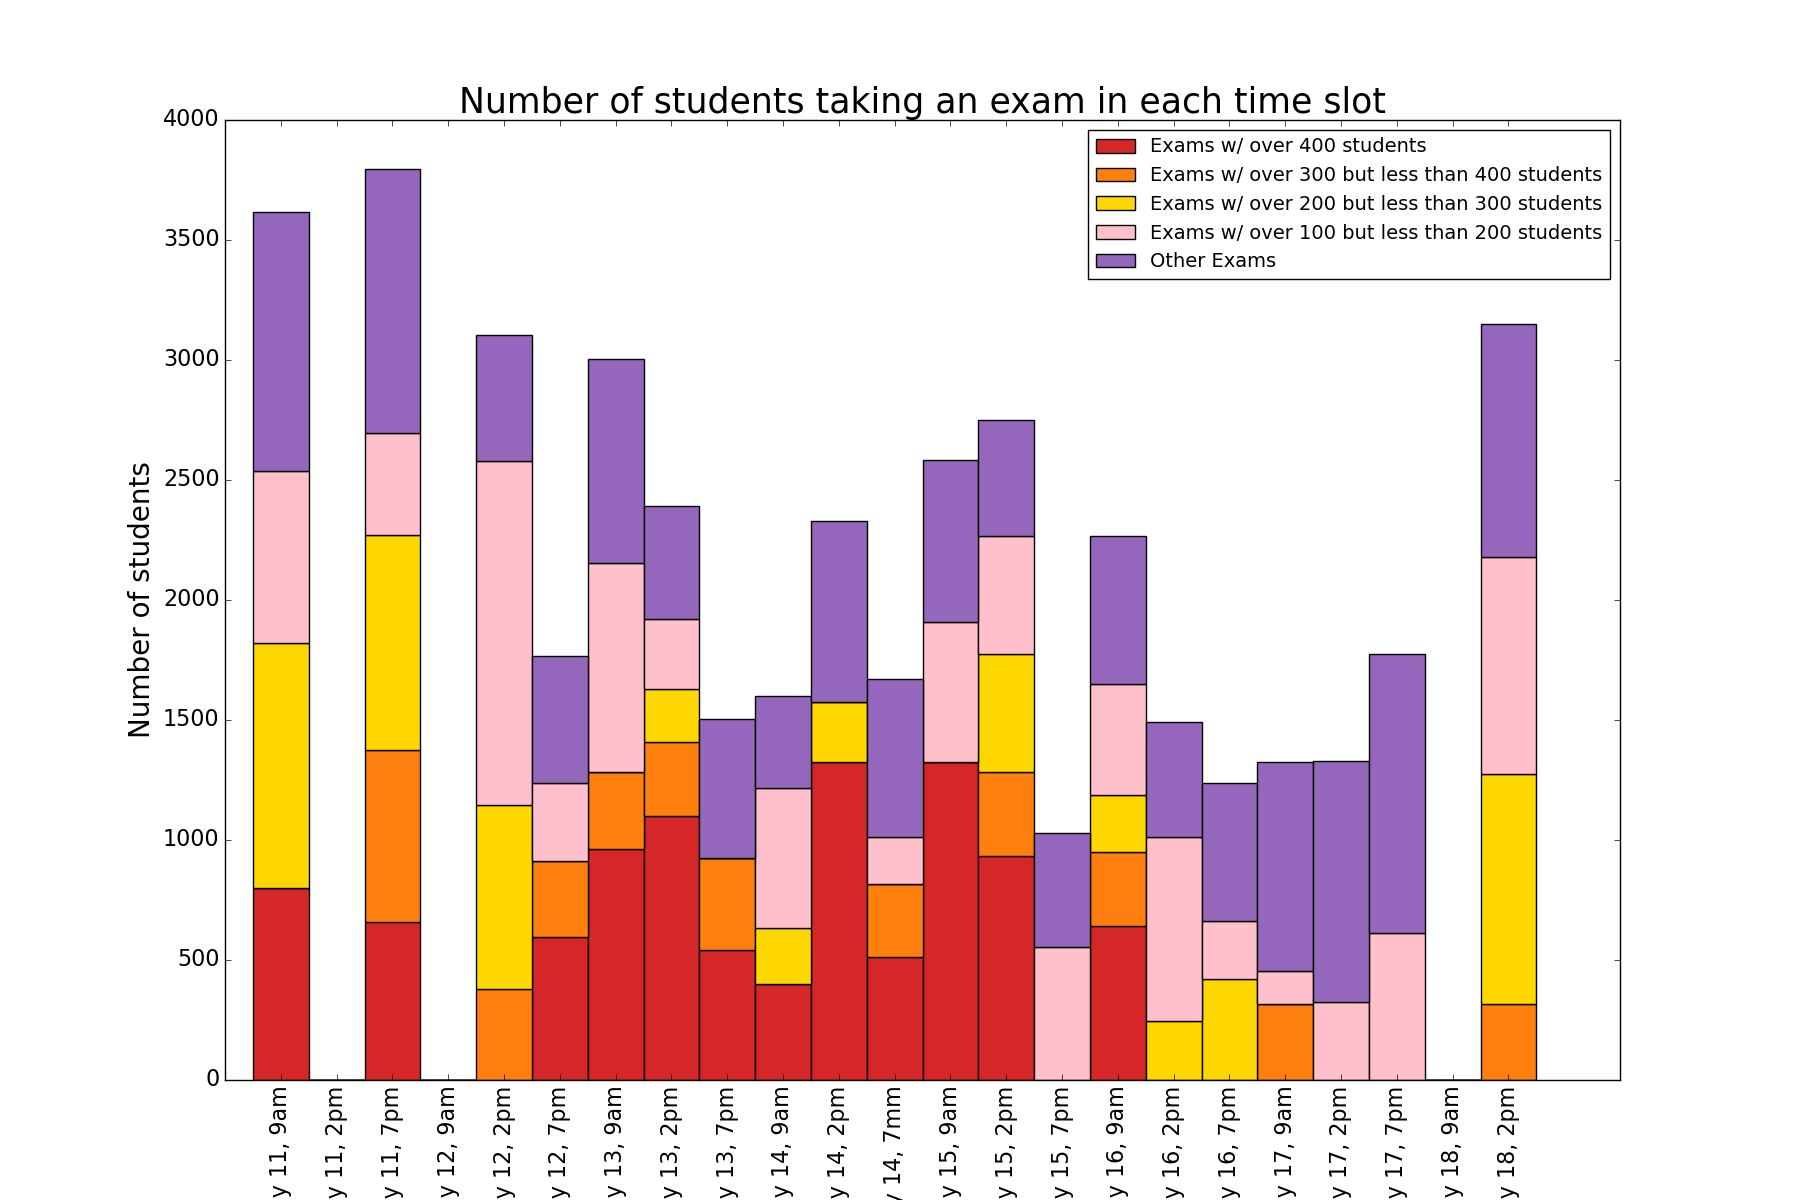 Number of students taking an exam in each time slot
4000
3500
3000
2500
2000
1500
1000
500
0
Number of students
Exams w/ over 400 students
Exams w/ over 300 but less than 400 students
Exams w/ over 200 but less than 300 students
Exams w/ over 100 but less than 200 students
Other Exams
y 11, 9am
y 11, 2pm
y 11, 7pm
y 12, 9am
y 12, 2pm
y 12, 7pm
y 13, 9am
y 13, 2pm
y 13, 7pm
y 14, 9am
y 14, 2pm
y 14, 7mm
y 15, 9am
y 15, 2pm
y 15, 7pm
y 16, 9am
y 16, 2pm
y 16, 7pm
y 17, 9am
y 17, 2pm
y 17, 7pm
y 18, 9am
y 18, 2pm